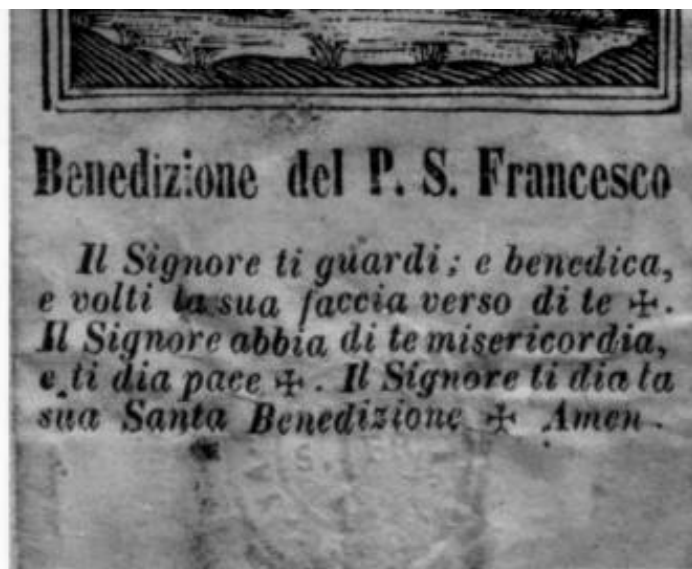 Benedizione del P. S. Francesco
Il Signore ti guardi; e benedica,
e volti la sua faccia verso di te ✠.
Il Signore abbia di te misericordia,
e ti dia pace ✠. Il Signore ti dia la
sua Santa Benedizione ✠ Amen.
S.